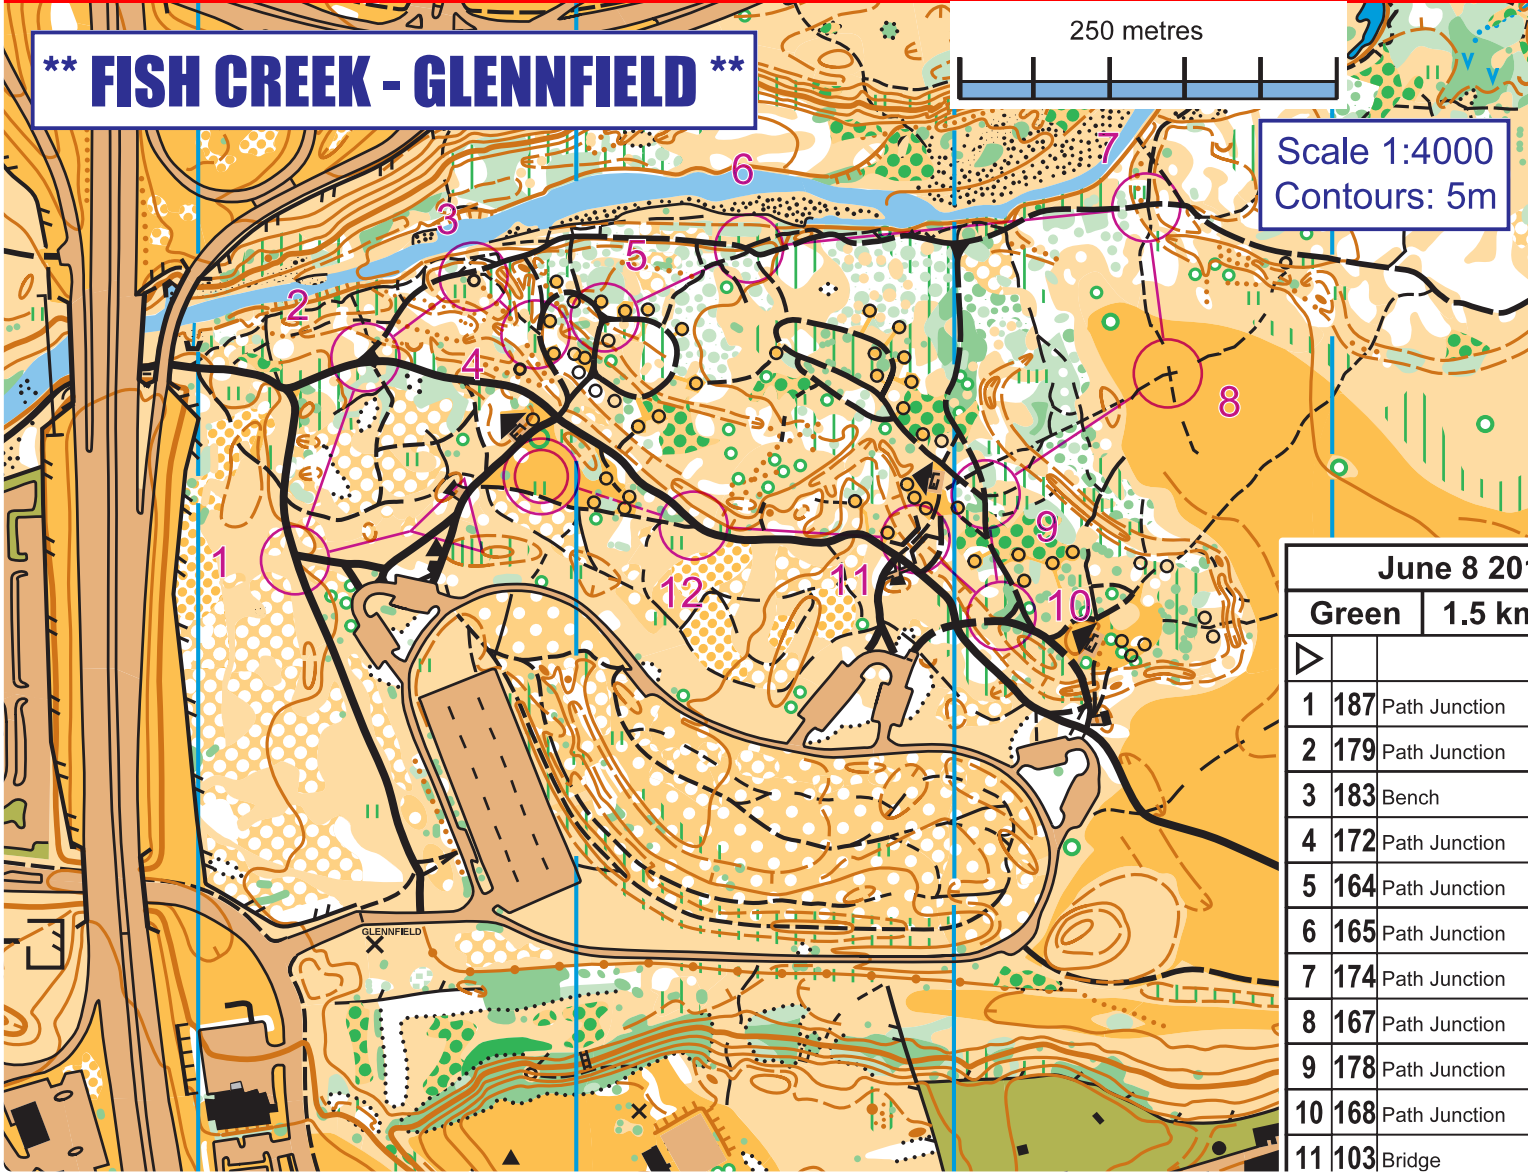 ** FISH CREEK - GLENNFIELD **
250 metres
Scale 1:4000
Contours: 5m
7
6
3
5
2
4
8
9
1
11
12
10
GLENNFIELD
June 8 201
Green 1.5 km
1 187 Path Junction
2 179 Path Junction
3 183 Bench
4 172 Path Junction
5 164 Path Junction
6 165 Path Junction
7 174 Path Junction
8 167 Path Junction
9 178 Path Junction
10 168 Path Junction
11 103 Bridge